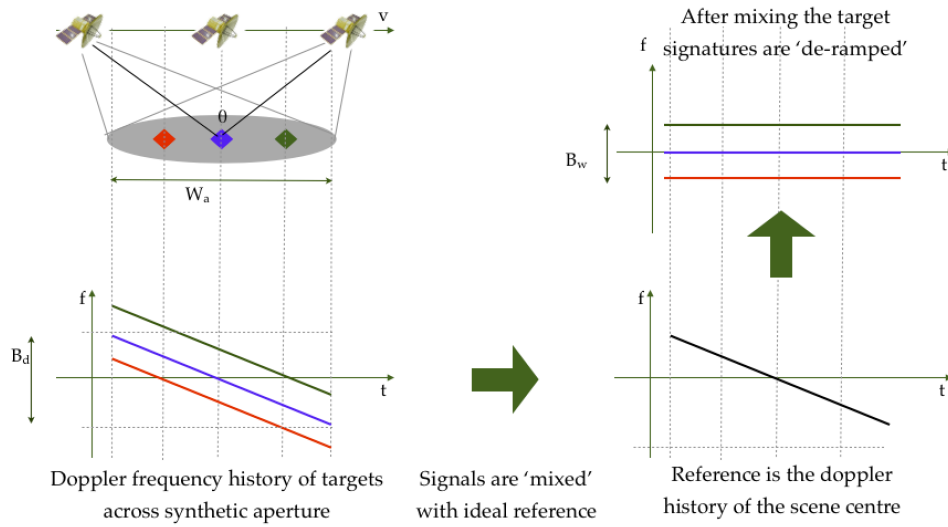 v
0
W_a
f
B_d
t
Doppler frequency history of targets
across synthetic aperture
Signals are ‘mixed’
with ideal reference
After mixing the target
signatures are ‘de-ramped’
f
B_w
t
f
t
Reference is the doppler
history of the scene centre